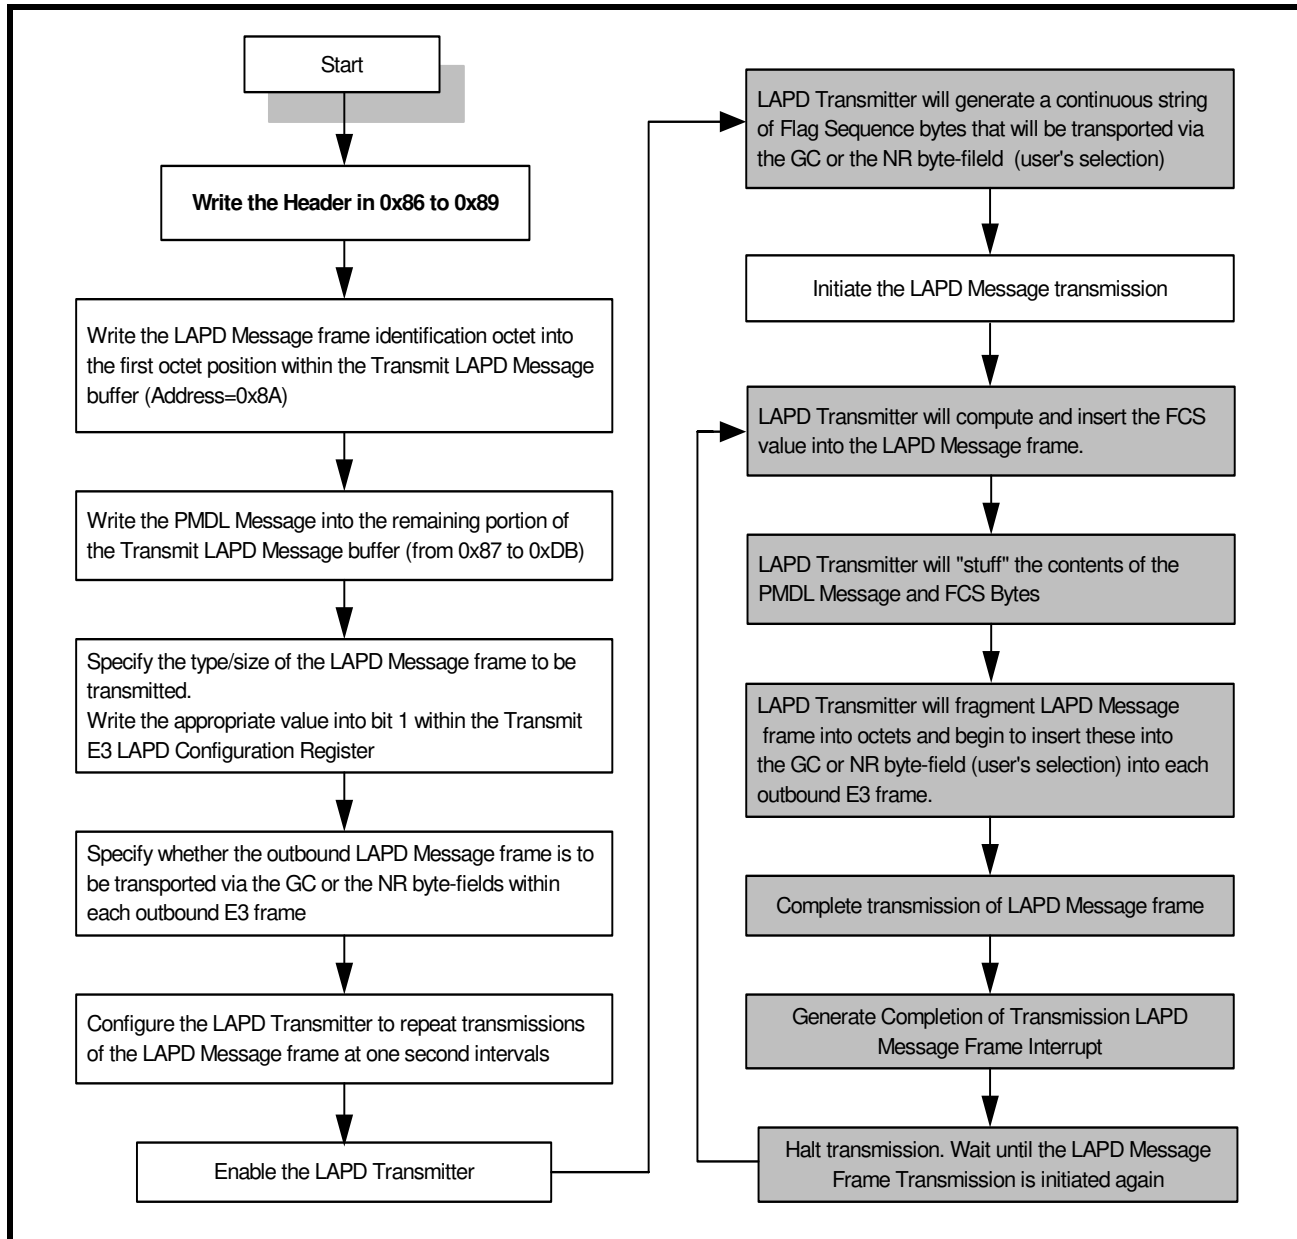 Start
Write the Header in 0x86 to 0x89
Write the LAPD Message frame identification octet into
the first octet position within the Transmit LAPD Message
buffer (Address=0x8A)
Write the PMDL Message into the remaining portion of
the Transmit LAPD Message buffer (from 0x87 to 0xDB)
Specify the type/size of the LAPD Message frame to be
transmitted.
Write the appropriate value into bit 1 within the Transmit
E3 LAPD Configuration Register
Specify whether the outbound LAPD Message frame is to
be transported via the GC or the NR byte-fields within
each outbound E3 frame
Configure the LAPD Transmitter to repeat transmissions
of the LAPD Message frame at one second intervals
Enable the LAPD Transmitter
LAPD Transmitter will generate a continuous string
of Flag Sequence bytes that will be transported via
the GC or the NR byte-fileld (user's selection)
Initiate the LAPD Message transmission
LAPD Transmitter will compute and insert the FCS
value into the LAPD Message frame.
LAPD Transmitter will "stuff" the contents of the
PMDL Message and FCS Bytes
LAPD Transmitter will fragment LAPD Message
frame into octets and begin to insert these into
the GC or NR byte-field (user's selection) into each
outbound E3 frame.
Complete transmission of LAPD Message frame
Generate Completion of Transmission LAPD
Message Frame Interrupt
Halt transmission. Wait until the LAPD Message
Frame Transmission is initiated again